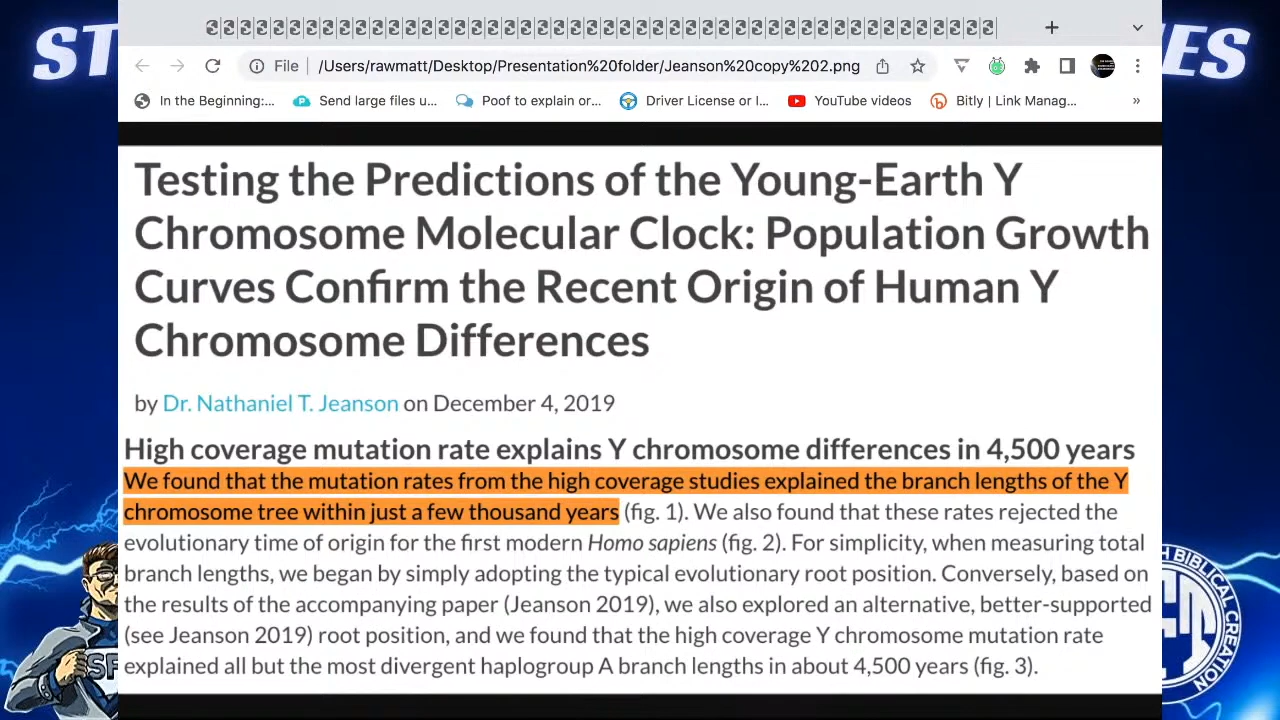 ST
IES
File
/Users/rawmatt/Desktop/Presentation%20folder/Jeanson%20copy%202.png
In the Beginning:...
Send large files u...
Poof to explain or...
Driver License or I...
YouTube videos
Bitly | Link Manag...
»
Testing the Predictions of the Young-Earth Y
Chromosome Molecular Clock: Population Growth
Curves Confirm the Recent Origin of Human Y
Chromosome Differences
by Dr. Nathaniel T. Jeanson on December 4, 2019
High coverage mutation rate explains Y chromosome differences in 4,500 years
We found that the mutation rates from the high coverage studies explained the branch lengths of the Y
chromosome tree within just a few thousand years (fig. 1). We also found that these rates rejected the
evolutionary time of origin for the first modern Homo sapiens (fig. 2). For simplicity, when measuring total
branch lengths, we began by simply adopting the typical evolutionary root position. Conversely, based on
the results of the accompanying paper (Jeanson 2019), we also explored an alternative, better-supported
(see Jeanson 2019) root position, and we found that the high coverage Y chromosome mutation rate
explained all but the most divergent haplogroup A branch lengths in about 4,500 years (fig. 3).
SF
H BIBLICAL CREATION